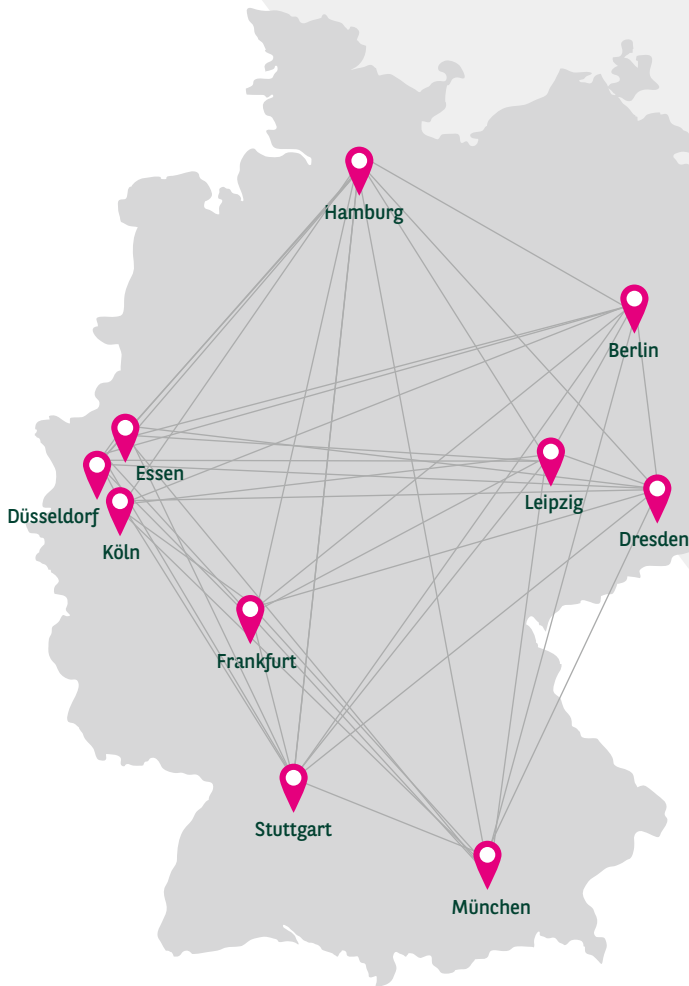 Hamburg
Berlin
Essen
Leipzig
Düsseldorf
Dresden
Köln
Frankfurt
Stuttgart
München